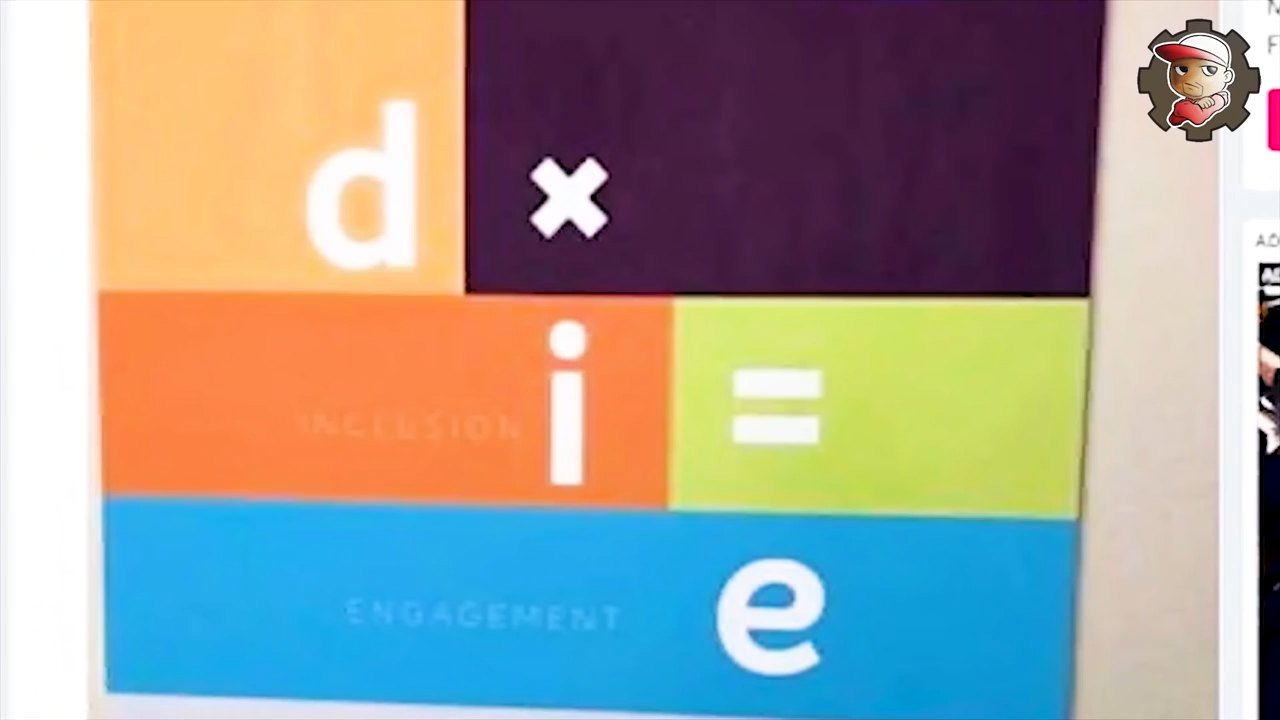 d ×
INCLUSION i =
ENGAGEMENT e